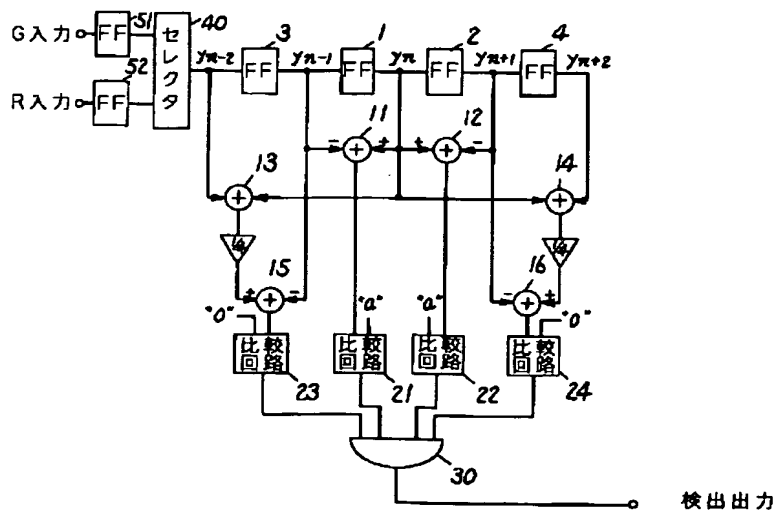 G入力
FF
51
セレクタ
40
R入力
FF
52
yn-2
FF
3
yn-1
FF
1
yn
FF
2
yn+1
FF
4
yn+2
- + +
11
+ + -
12
+
13
+
14
+ + -
15
- + +
16
"0"
"a"
"a"
"0"
比較回路
23
比較回路
21
比較回路
22
比較回路
24
30
検出出力